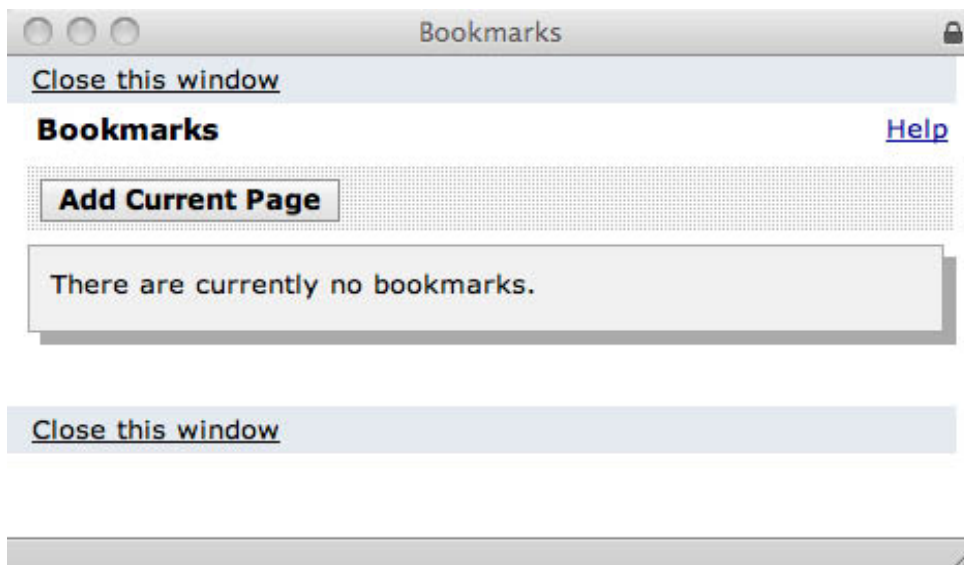 Bookmarks
Close this window
Bookmarks Help
Add Current Page
There are currently no bookmarks.
Close this window